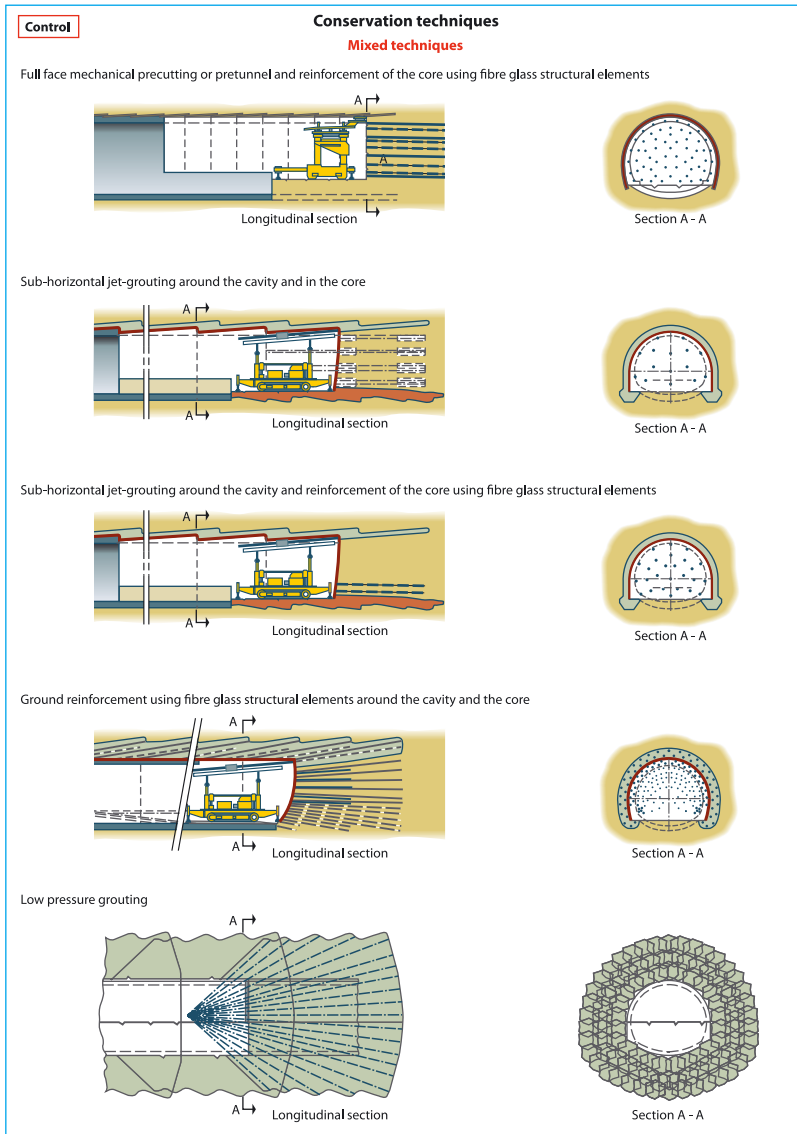 Control
Conservation techniques
Mixed techniques
Full face mechanical precutting or pretunnel and reinforcement of the core using fibre glass structural elements
A
A
Longitudinal section
Section A - A
Sub-horizontal jet-grouting around the cavity and in the core
A
A
Longitudinal section
Section A - A
Sub-horizontal jet-grouting around the cavity and reinforcement of the core using fibre glass structural elements
A
A
Longitudinal section
Section A - A
Ground reinforcement using fibre glass structural elements around the cavity and the core
A
A
Longitudinal section
Section A - A
Low pressure grouting
A
A
Longitudinal section
Section A - A